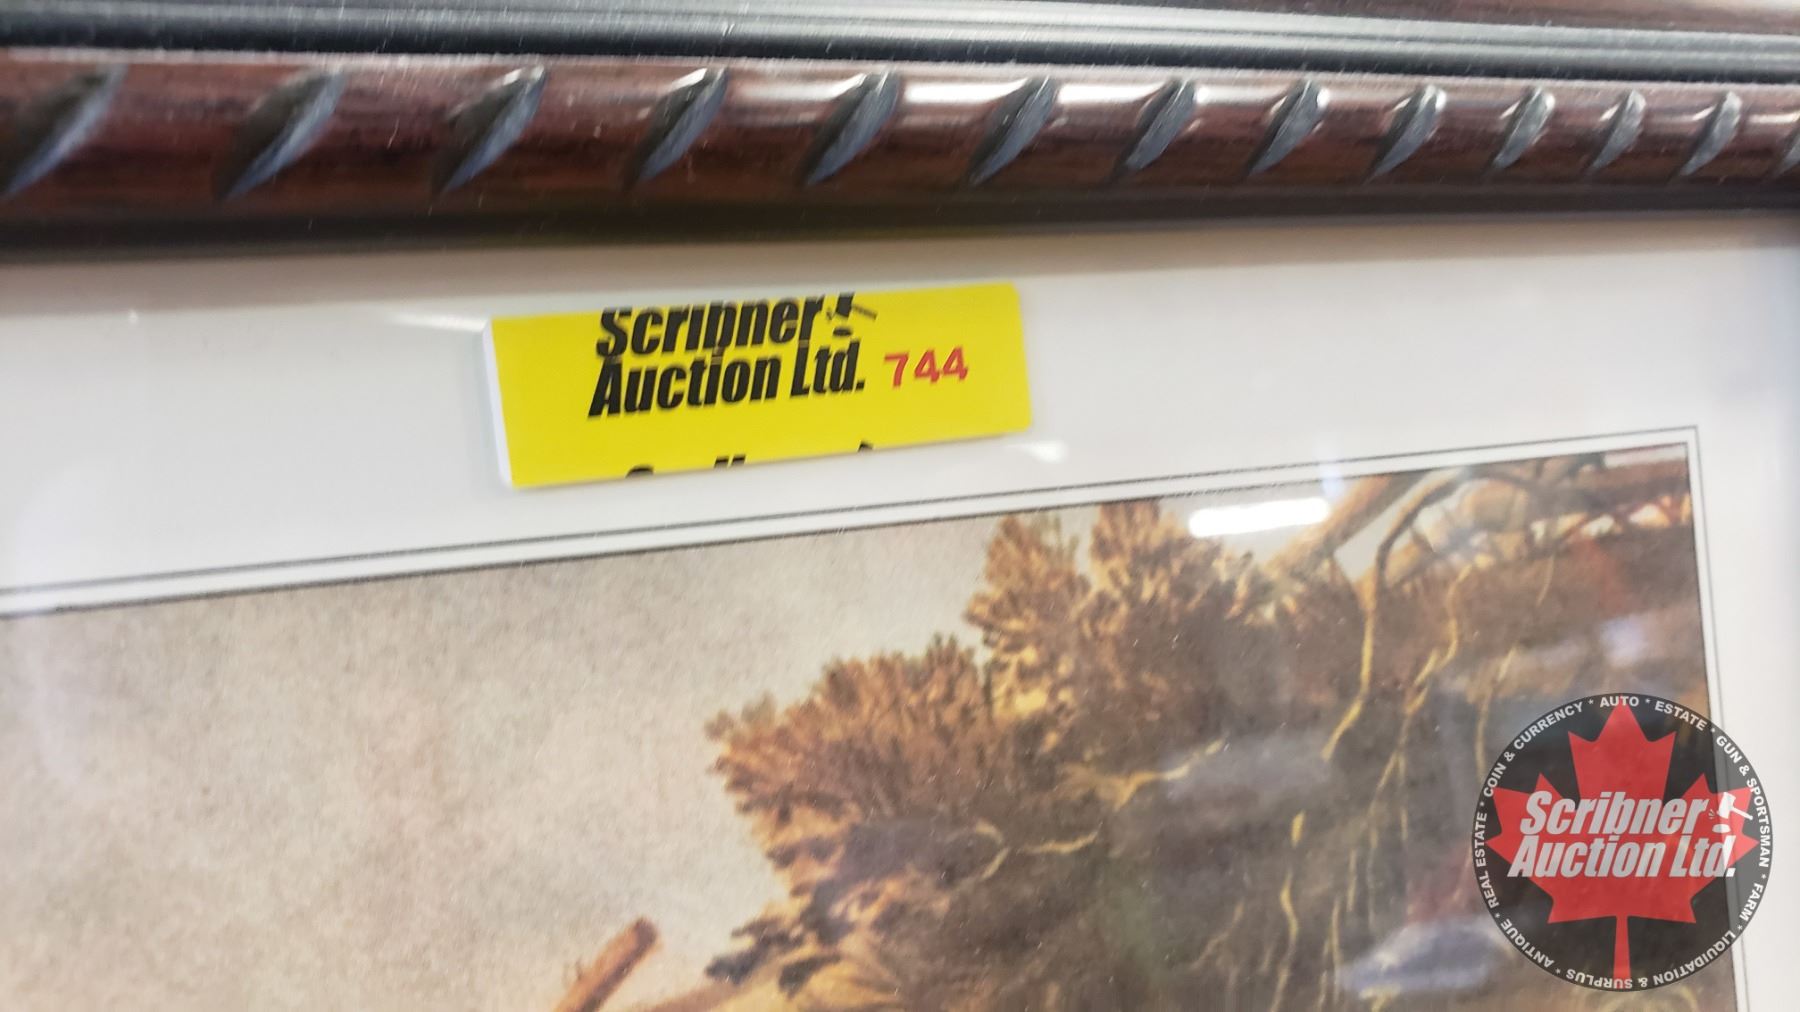 Scribner
Auction Ltd. 744
REAL ESTATE * COIN & CURRENCY * AUTO * ESTATE * GUN & SPORTSMAN * FARM * LIQUIDATION & SURPLUS * ANTIQUE *
Scribner
Auction Ltd.